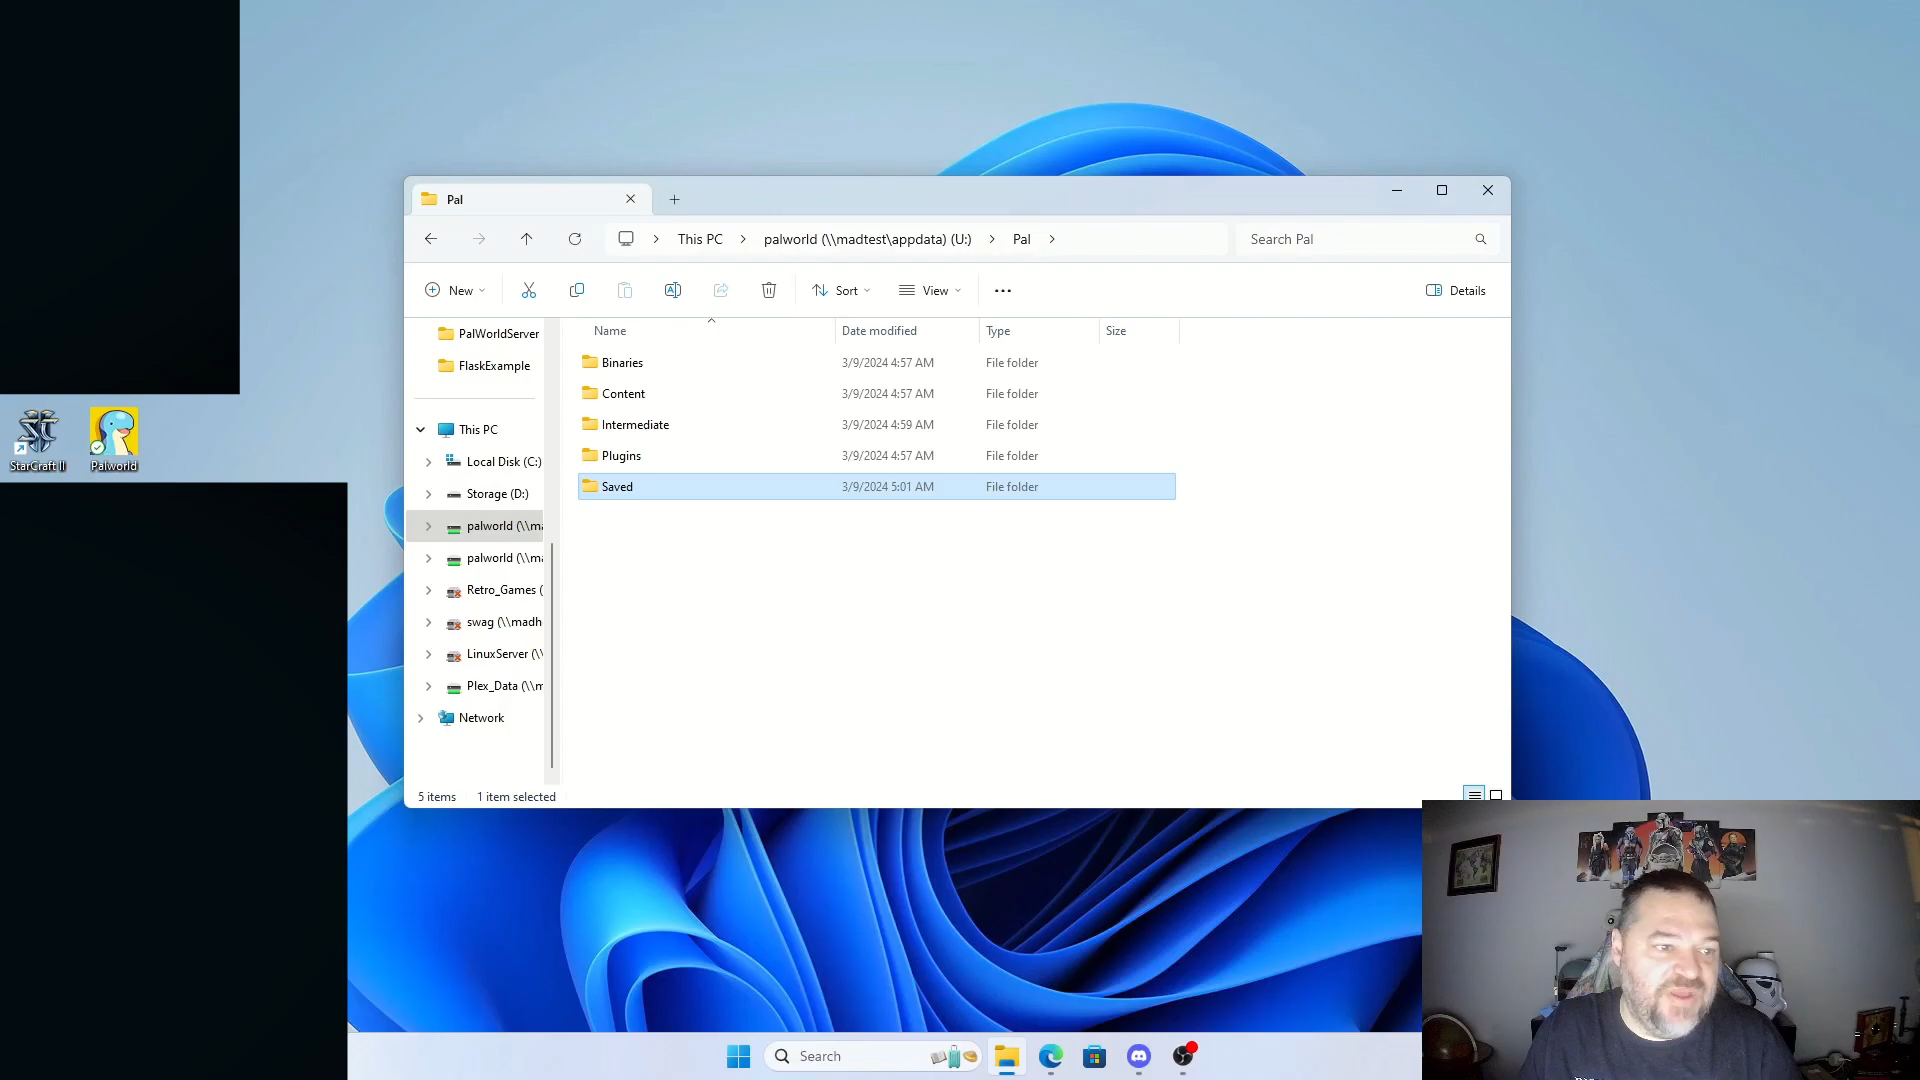 Pal
This PC
palworld (\\madtest\appdata) (U:)
Pal
Search Pal
New
Sort
View
Details
Name
Date modified
Type
Size
PalWorldServer
FlaskExample
This PC
Local Disk (C:)
Storage (D:)
palworld (\\ma
palworld (\\ma
Retro_Games (
swag (\\madh
LinuxServer (\\
Plex_Data (\\m
Network
Binaries 3/9/2024 4:57 AM File folder
Content 3/9/2024 4:57 AM File folder
Intermediate 3/9/2024 4:59 AM File folder
Plugins 3/9/2024 4:57 AM File folder
Saved 3/9/2024 5:01 AM File folder
5 items 1 item selected
StarCraft II
Palworld
Search